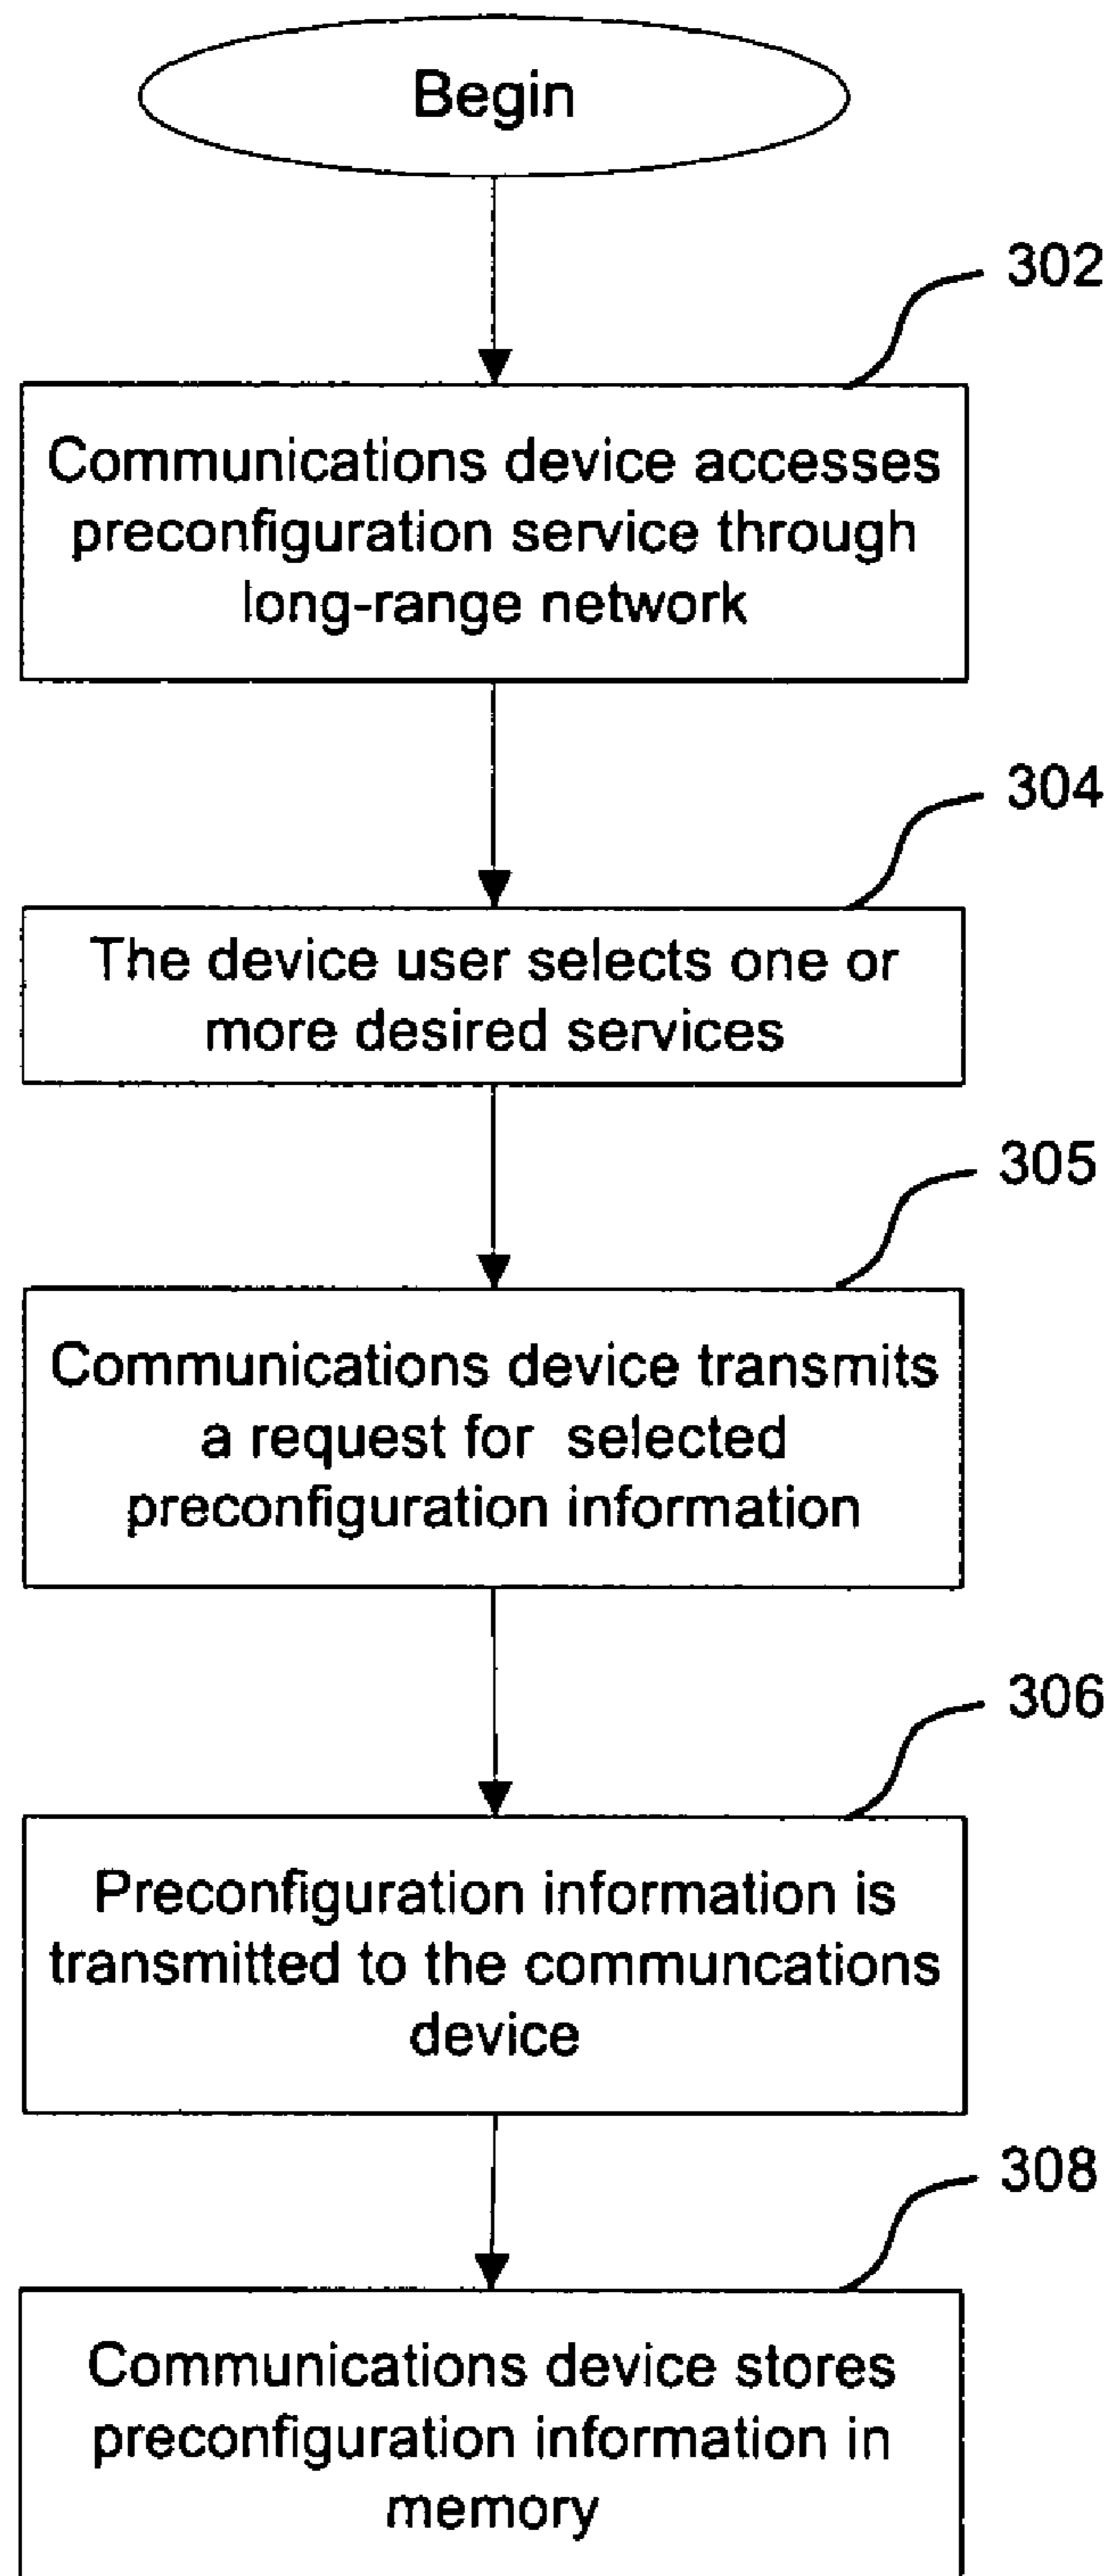 Begin
302
Communications device accesses
preconfiguration service through
long-range network
304
The device user selects one or
more desired services
305
Communications device transmits
a request for selected
preconfiguration information
306
Preconfiguration information is
transmitted to the communcations
device
308
Communications device stores
preconfiguration information in
memory